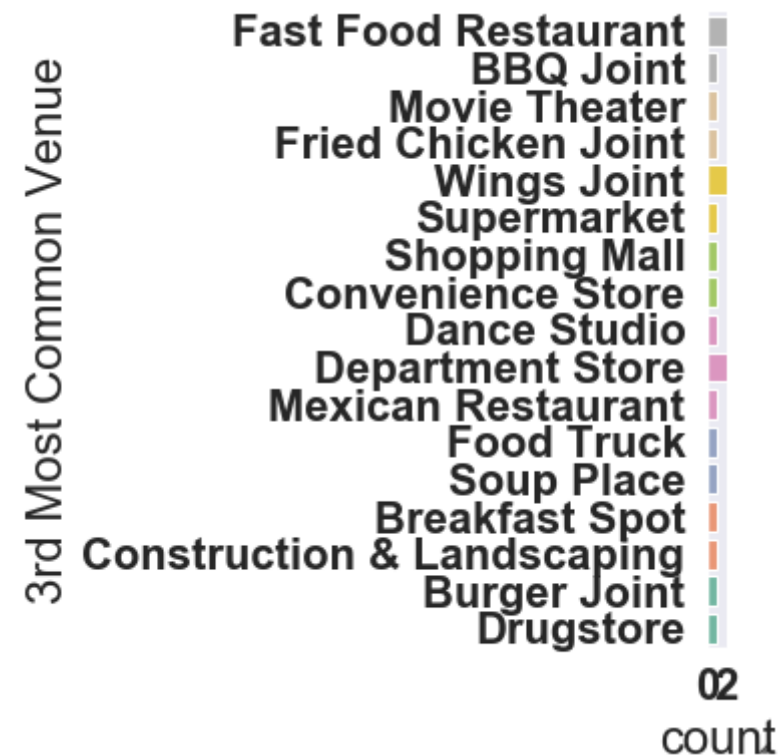 3rd Most Common Venue
Fast Food Restaurant
BBQ Joint
Movie Theater
Fried Chicken Joint
Wings Joint
Supermarket
Shopping Mall
Convenience Store
Dance Studio
Department Store
Mexican Restaurant
Food Truck
Soup Place
Breakfast Spot
Construction & Landscaping
Burger Joint
Drugstore
02
count